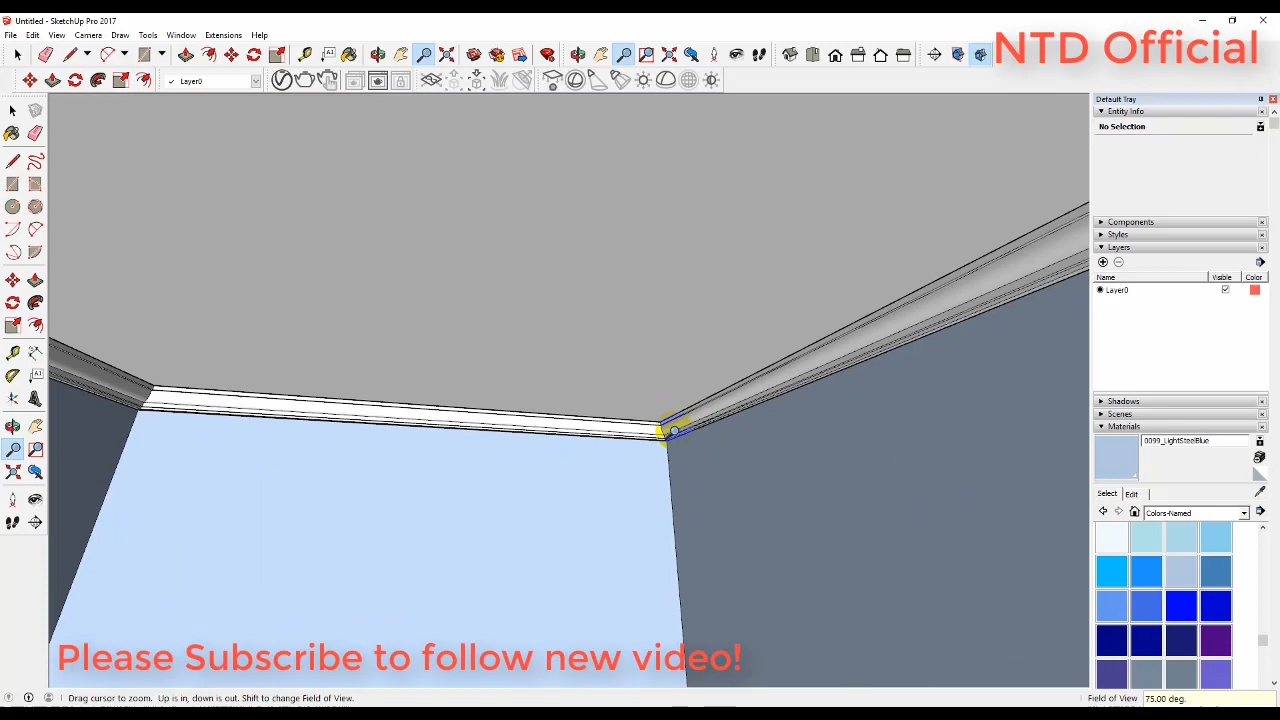 Untitled - SketchUp Pro 2017
File Edit View Camera Draw Tools Window Extensions Help
NTD Official
Layer0
Default Tray
Entity Info
No Selection
Components
Styles
Layers
Name Visible Color
Layer0
Shadows
Scenes
Materials
0099_LightSteelBlue
Select Edit
Colors-Named
Please Subscribe to follow new video!
Drag cursor to zoom. Up is in, down is out. Shift to change Field of View.
Field of View 75.00 deg.